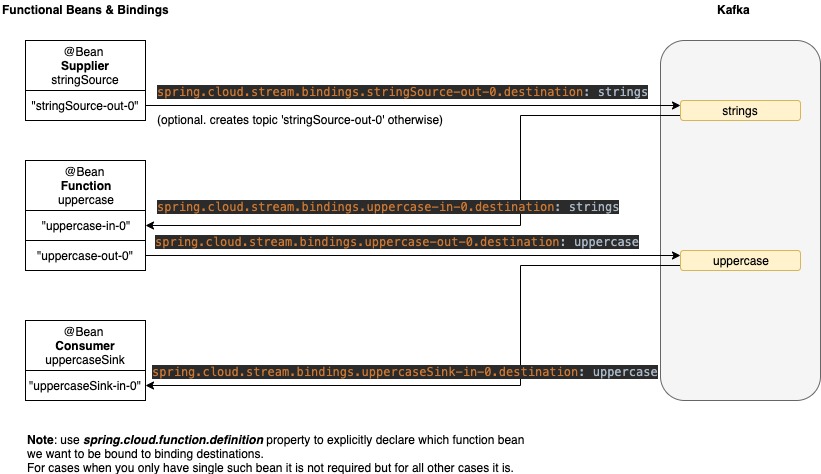 Functional Beans & Bindings
Kafka
@Bean
Supplier
stringSource
"stringSource-out-0"
spring.cloud.stream.bindings.stringSource-out-0.destination: strings
(optional. creates topic 'stringSource-out-0' otherwise)
strings
@Bean
Function
uppercase
"uppercase-in-0"
spring.cloud.stream.bindings.uppercase-in-0.destination: strings
"uppercase-out-0"
spring.cloud.stream.bindings.uppercase-out-0.destination: uppercase
uppercase
@Bean
Consumer
uppercaseSink
"uppercaseSink-in-0"
spring.cloud.stream.bindings.uppercaseSink-in-0.destination: uppercase
Note: use spring.cloud.function.definition property to explicitly declare which function bean
we want to be bound to binding destinations.
For cases when you only have single such bean it is not required but for all other cases it is.